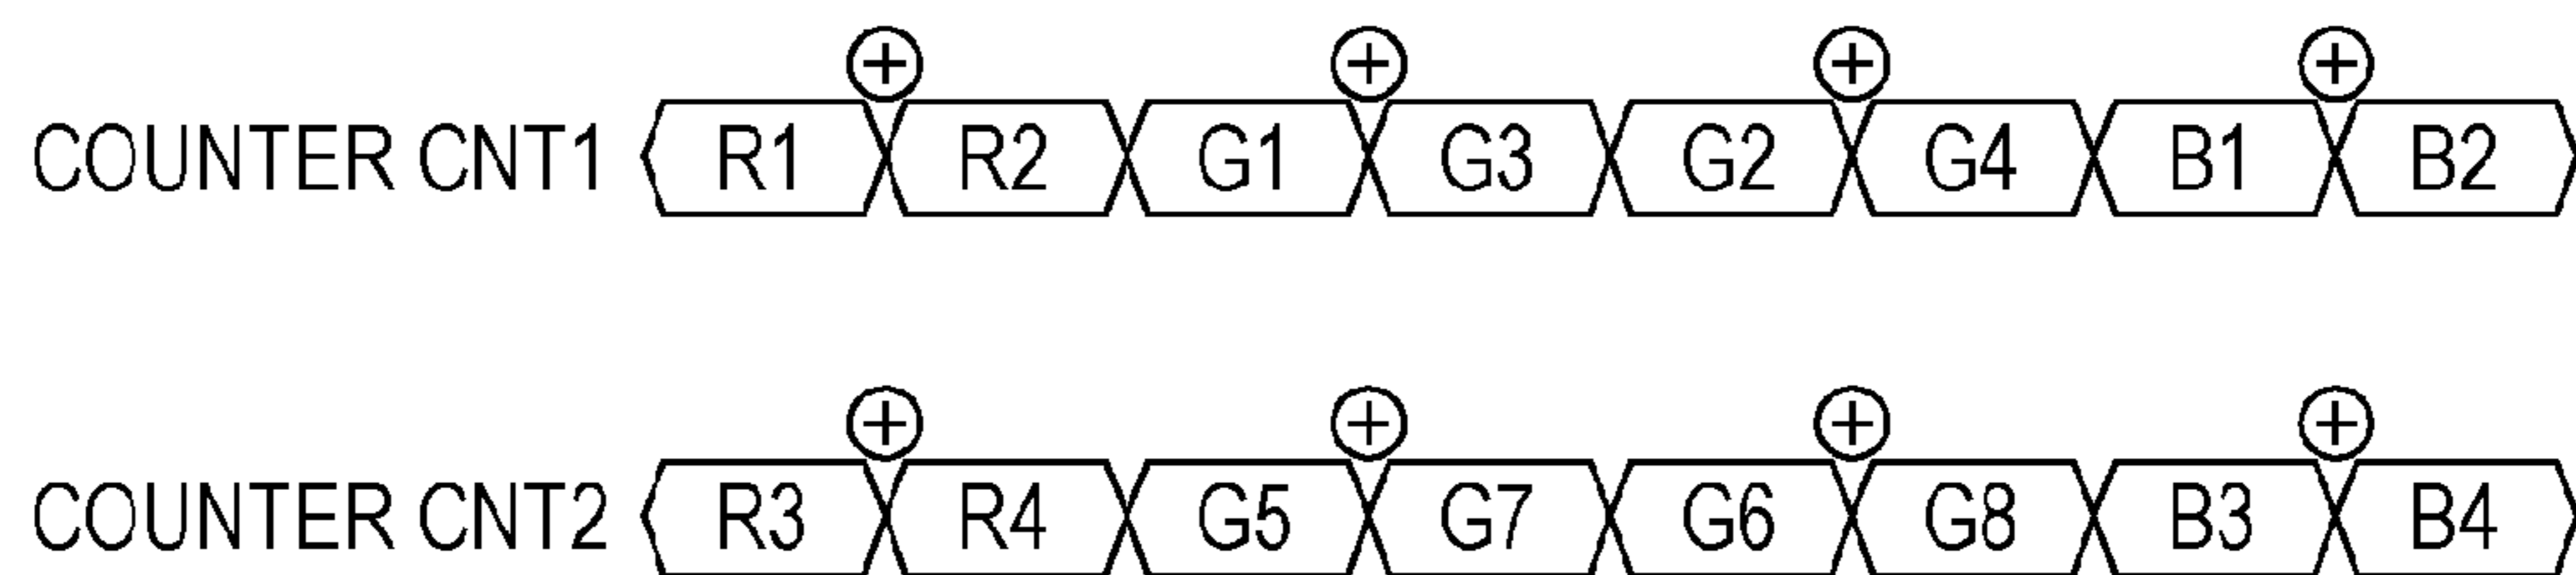 + + + +
COUNTER CNT1 R1 R2 G1 G3 G2 G4 B1 B2
+ + + +
COUNTER CNT2 R3 R4 G5 G7 G6 G8 B3 B4